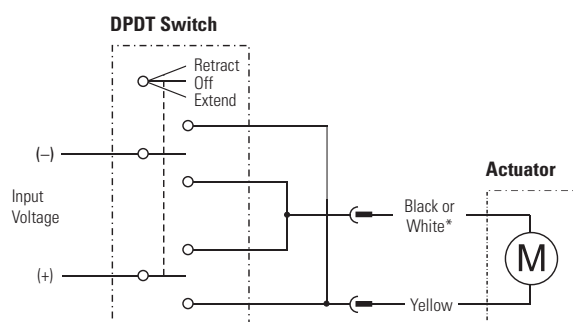 DPDT Switch
Retract
Off
Extend
(–)
Input
Voltage
(+)
Actuator
Black or
White*
M
Yellow